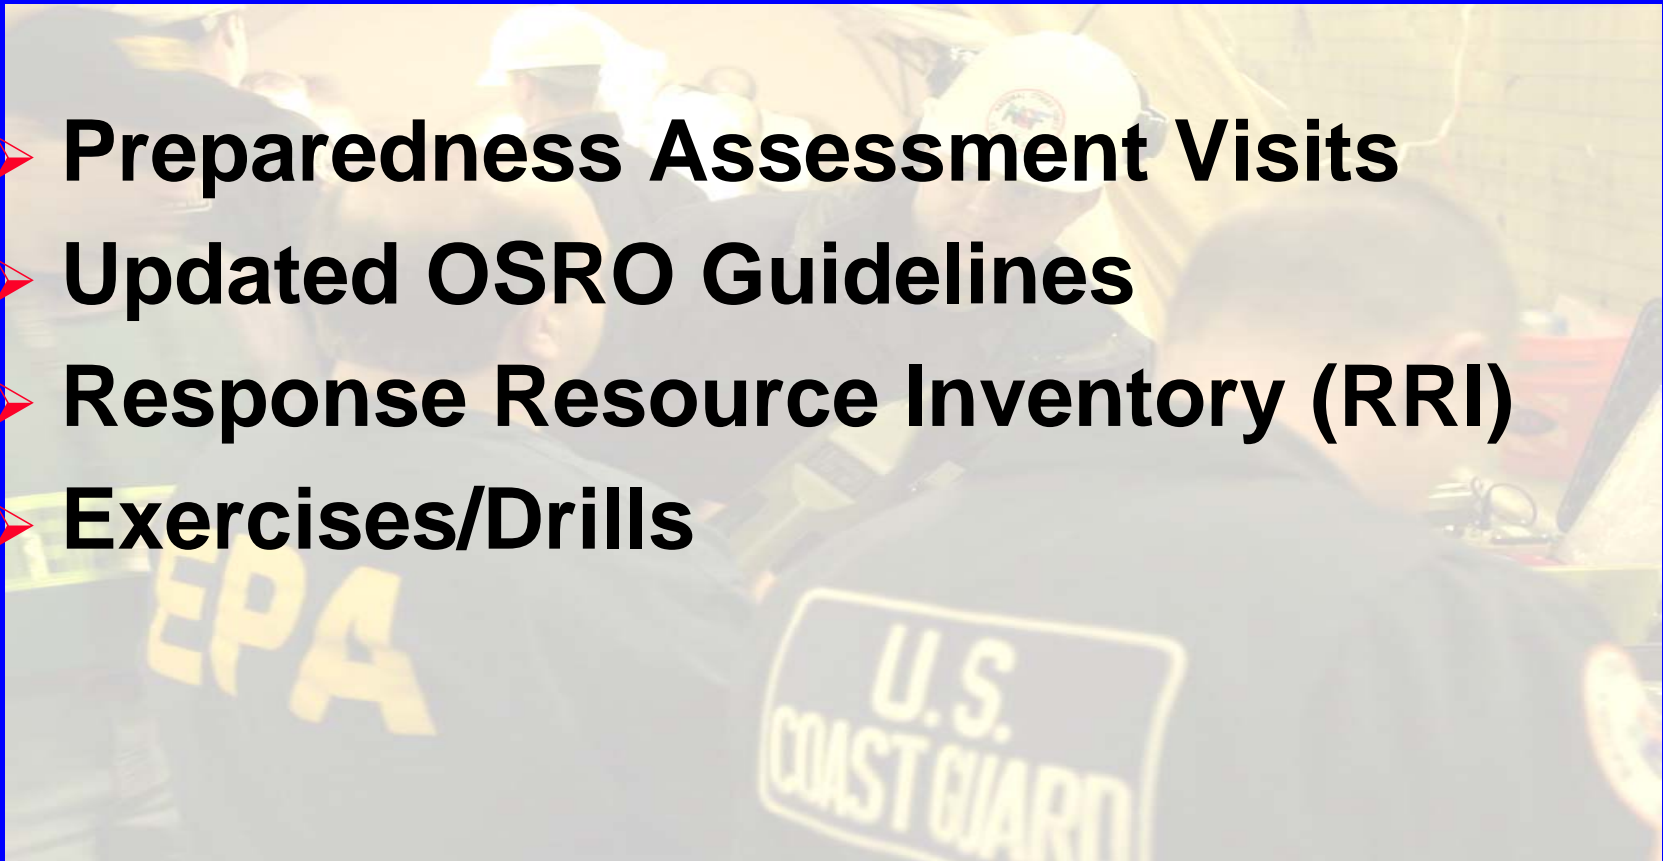 Preparedness Assessment Visits
Updated OSRO Guidelines
Response Resource Inventory (RRI)
Exercises/Drills
EPA
U.S.
COAST GUARD